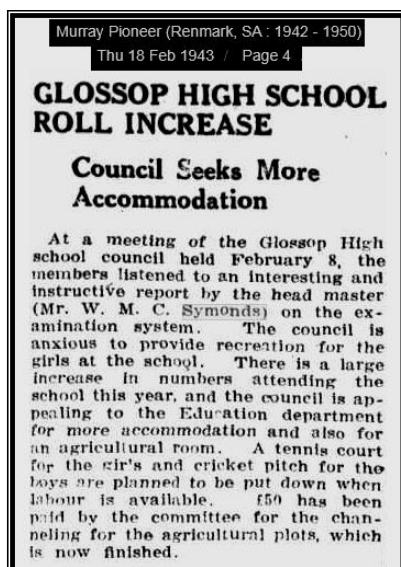 Murray Pioneer (Renmark, SA : 1942 - 1950)
Thu 18 Feb 1943 / Page 4
GLOSSOP HIGH SCHOOL
ROLL INCREASE
Council Seeks More
Accommodation
At a meeting of the Glossop High
school council held February 8, the
members listened to an interesting and
instructive report by the head master
(Mr. W. M. C. Symonds) on the ex-
amination system. The council is
anxious to provide recreation for the
girls at the school. There is a large
increase in numbers attending the
school this year, and the council is ap-
pealing to the Education department
for more accommodation and also for
an agricultural room. A tennis court
for the gir's and cricket pitch for the
boys are planned to be put down when
labour is available. £50 has been
paid by the committee for the chan-
neling for the agricultural plots, which
is now finished.